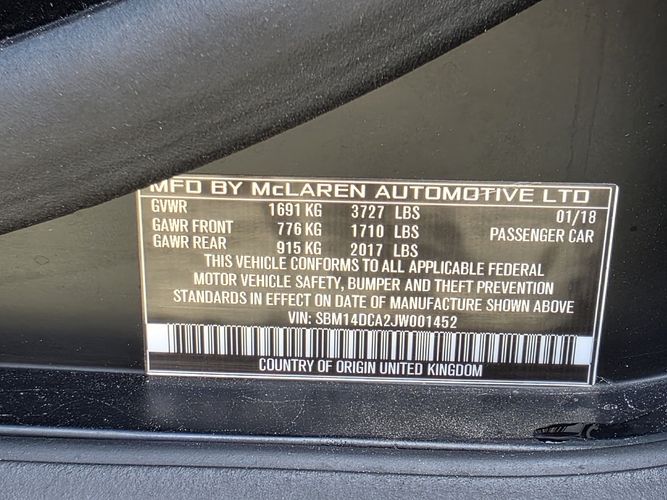 MFD BY McLAREN AUTOMOTIVE LTD
GVWR 1691 KG 3727 LBS 01/18
GAWR FRONT 776 KG 1710 LBS PASSENGER CAR
GAWR REAR 915 KG 2017 LBS
THIS VEHICLE CONFORMS TO ALL APPLICABLE FEDERAL
MOTOR VEHICLE SAFETY, BUMPER AND THEFT PREVENTION
STANDARDS IN EFFECT ON DATE OF MANUFACTURE SHOWN ABOVE
VIN: SBM14DCA2JW001452
COUNTRY OF ORIGIN UNITED KINGDOM